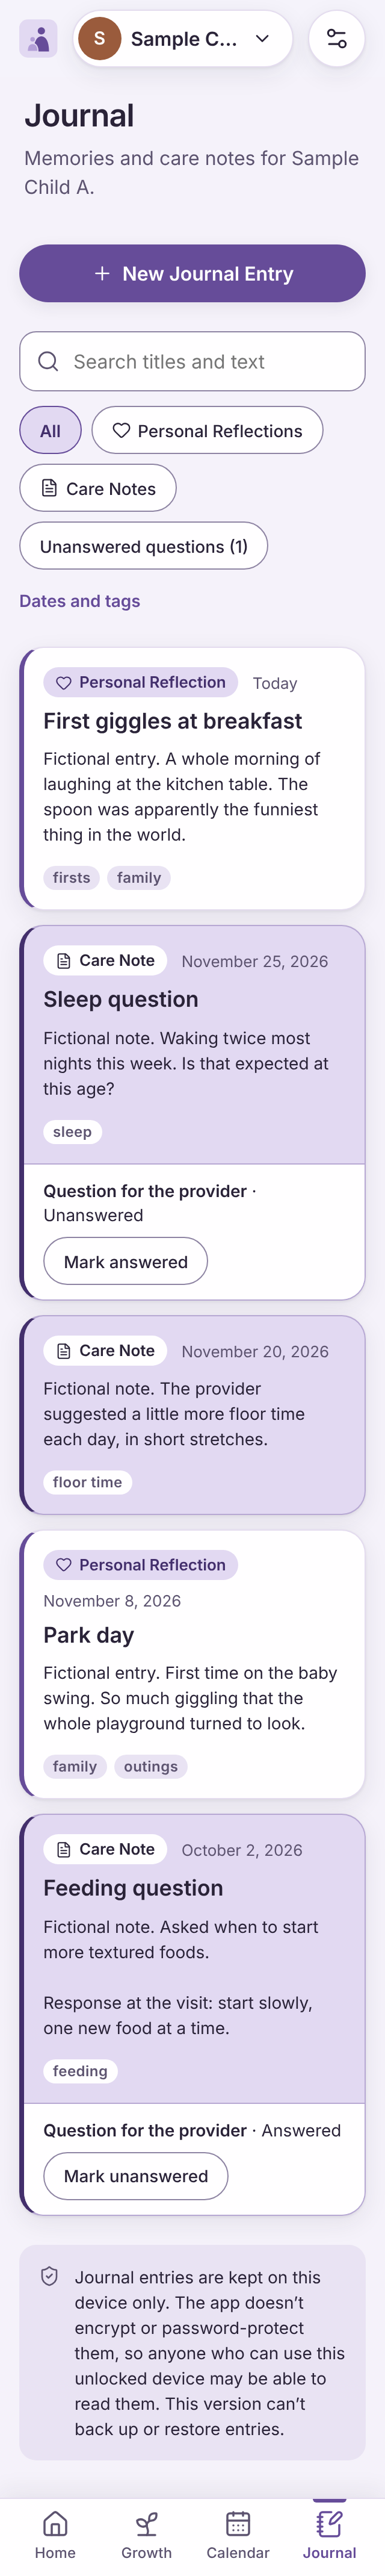 S Sample C...
Journal
Memories and care notes for Sample
Child A.
New Journal Entry
Search titles and text
All
Personal Reflections
Care Notes
Unanswered questions (1)
Dates and tags
Personal Reflection Today
First giggles at breakfast
Fictional entry. A whole morning of
laughing at the kitchen table. The
spoon was apparently the funniest
thing in the world.
firsts family
Care Note November 25, 2026
Sleep question
Fictional note. Waking twice most
nights this week. Is that expected at
this age?
sleep
Question for the provider ·
Unanswered
Mark answered
Care Note November 20, 2026
Fictional note. The provider
suggested a little more floor time
each day, in short stretches.
floor time
Personal Reflection
November 8, 2026
Park day
Fictional entry. First time on the baby
swing. So much giggling that the
whole playground turned to look.
family outings
Care Note October 2, 2026
Feeding question
Fictional note. Asked when to start
more textured foods.
Response at the visit: start slowly,
one new food at a time.
feeding
Question for the provider · Answered
Mark unanswered
Journal entries are kept on this
device only. The app doesn’t
encrypt or password-protect
them, so anyone who can use this
unlocked device may be able to
read them. This version can’t
back up or restore entries.
Home Growth Calendar Journal